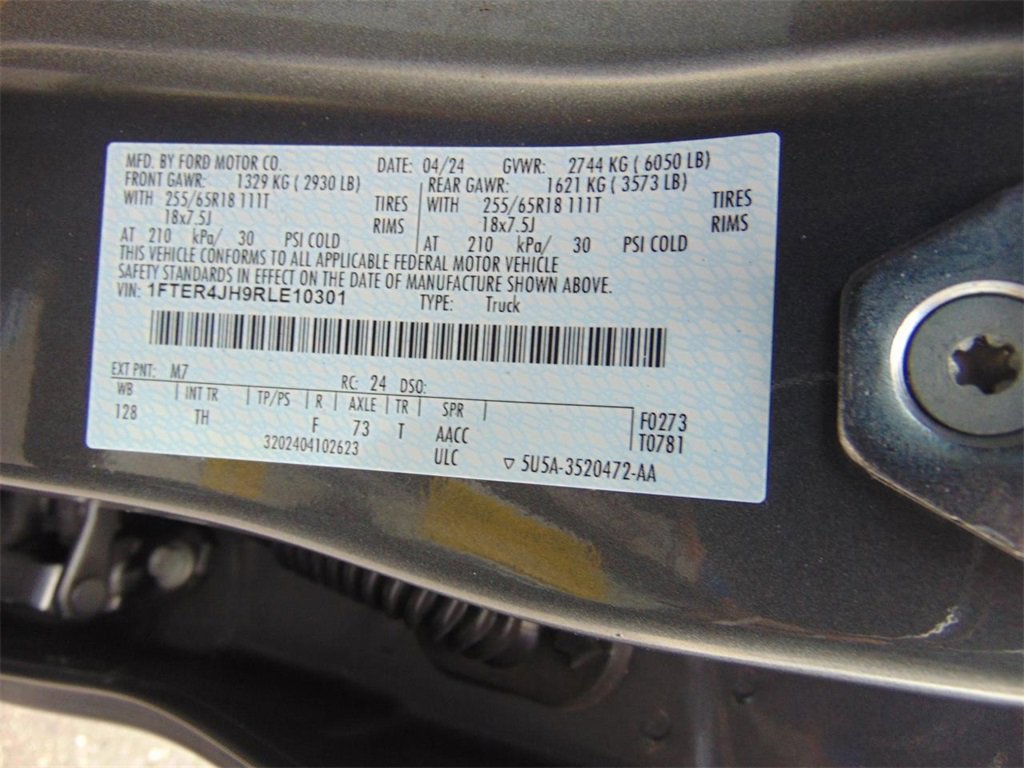 MFD. BY FORD MOTOR CO. DATE: 04/24 GVWR: 2744 KG ( 6050 LB)
FRONT GAWR: 1329 KG ( 2930 LB) REAR GAWR: 1621 KG ( 3573 LB)
WITH 255/65R18 111T TIRES WITH 255/65R18 111T TIRES
18x7.5J RIMS 18x7.5J RIMS
AT 210 kPa/ 30 PSI COLD AT 210 kPa/ 30 PSI COLD
THIS VEHICLE CONFORMS TO ALL APPLICABLE FEDERAL MOTOR VEHICLE
SAFETY STANDARDS IN EFFECT ON THE DATE OF MANUFACTURE SHOWN ABOVE.
VIN: 1FTER4JH9RLE10301 TYPE: Truck
EXT PNT: M7 RC: 24 DSO:
WB INT TR TP/PS R AXLE TR SPR F0273
128 TH F 73 T AACC T0781
3202404102623 ULC ▽ 5U5A-3520472-AA